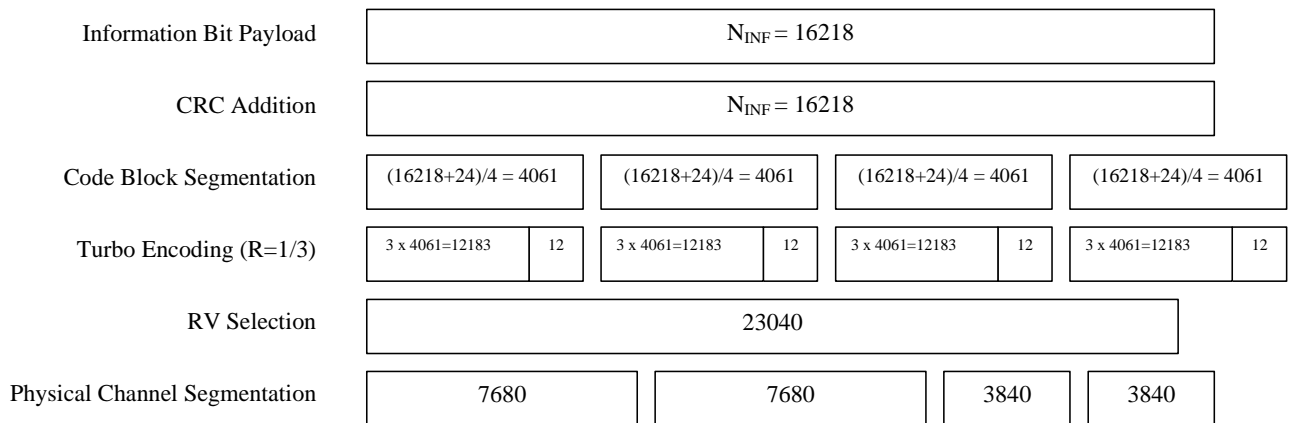 Information Bit Payload N_INF = 16218
CRC Addition N_INF = 16218
Code Block Segmentation (16218+24)/4 = 4061 (16218+24)/4 = 4061 (16218+24)/4 = 4061 (16218+24)/4 = 4061
Turbo Encoding (R=1/3) 3 x 4061=12183 12 3 x 4061=12183 12 3 x 4061=12183 12 3 x 4061=12183 12
RV Selection 23040
Physical Channel Segmentation 7680 7680 3840 3840